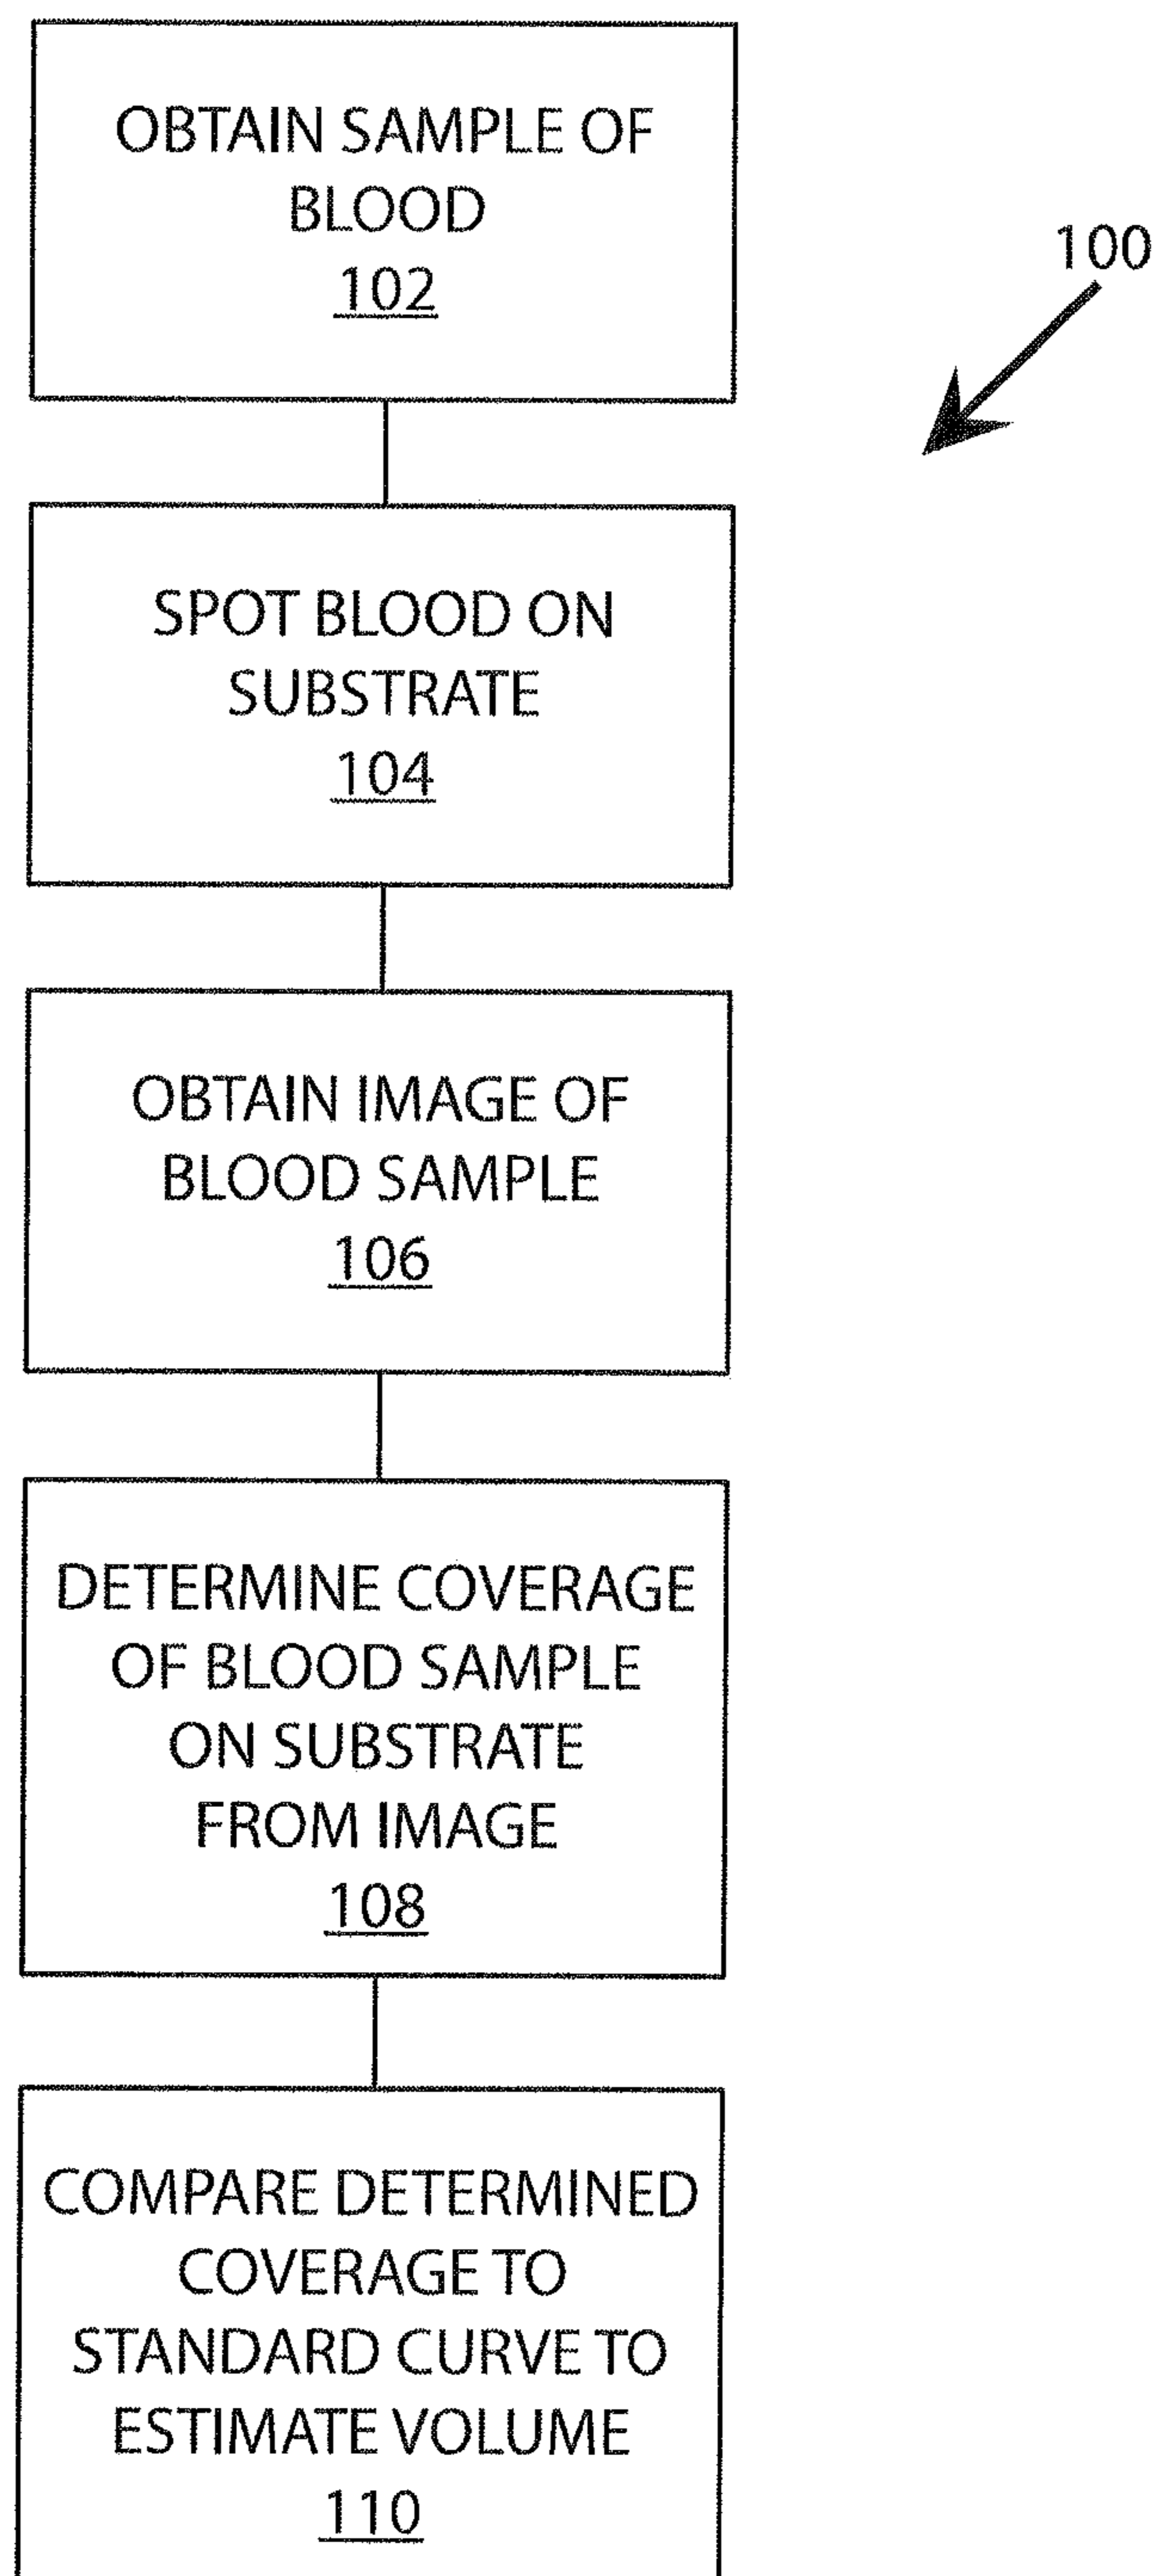 OBTAIN SAMPLE OF
BLOOD
102
100
SPOT BLOOD ON
SUBSTRATE
104
OBTAIN IMAGE OF
BLOOD SAMPLE
106
DETERMINE COVERAGE
OF BLOOD SAMPLE
ON SUBSTRATE
FROM IMAGE
108
COMPARE DETERMINED
COVERAGE TO
STANDARD CURVE TO
ESTIMATE VOLUME
110